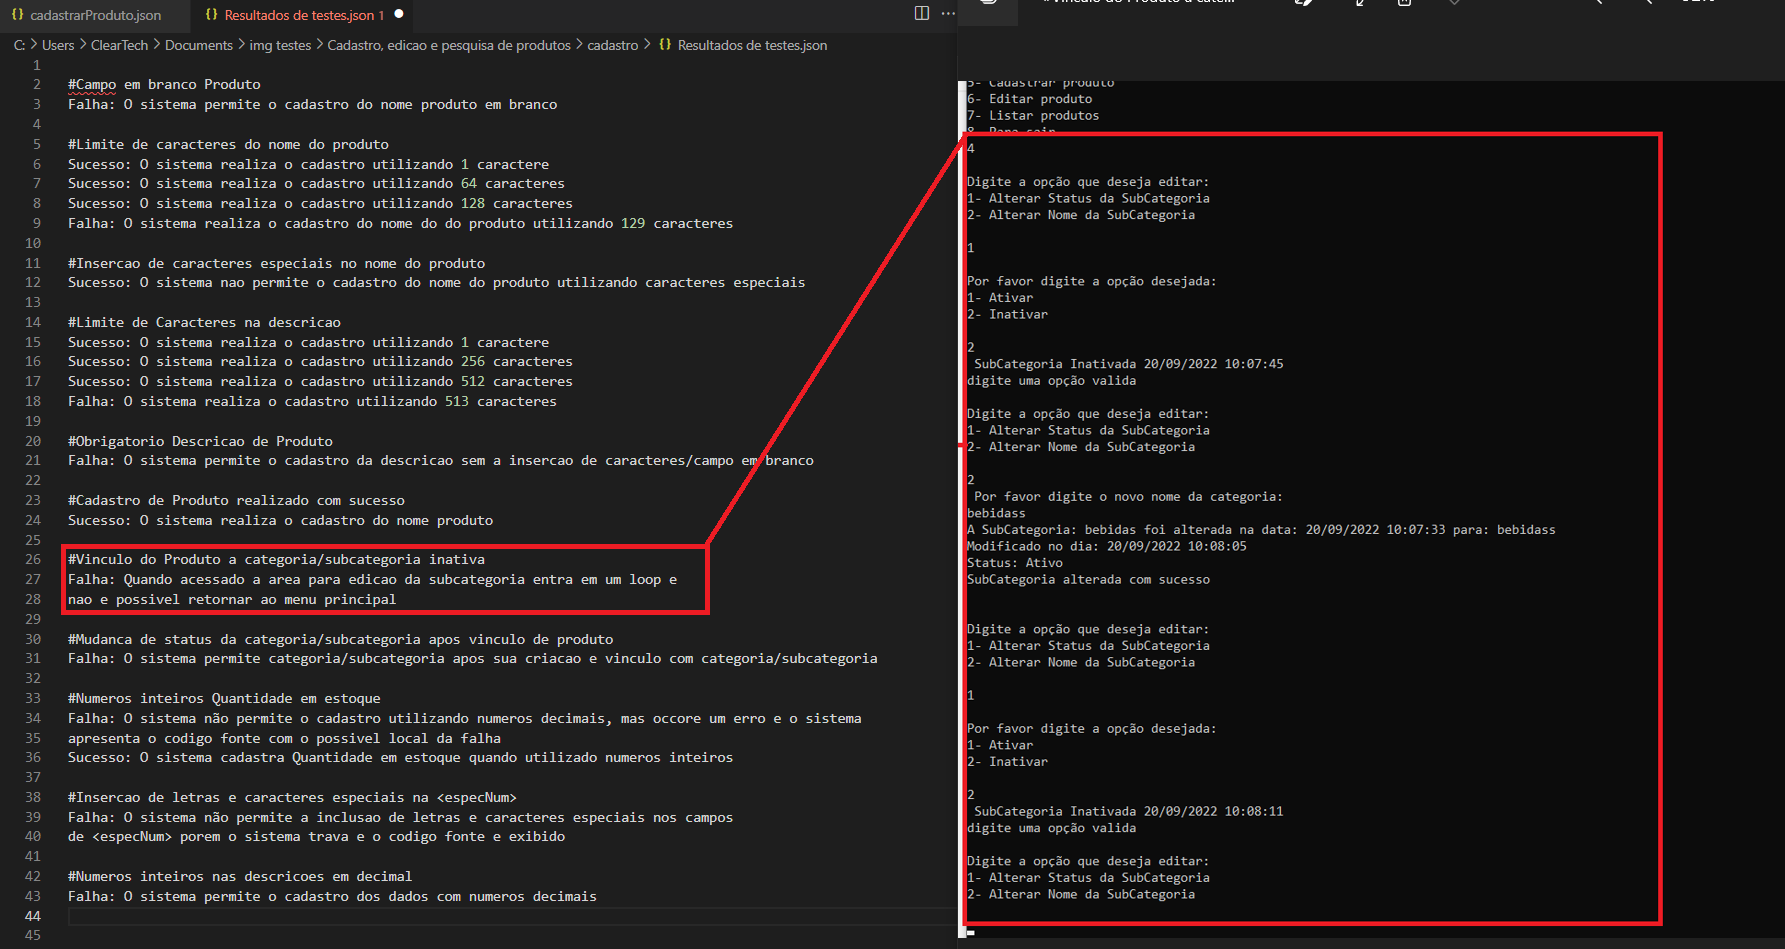 cadastrarProduto.json
Resultados de testes.json 1
C: > Users > ClearTech > Documents > img testes > Cadastro, edicao e pesquisa de produtos > cadastro > {} Resultados de testes.json
1
2 #Campo em branco Produto
3 Falha: O sistema permite o cadastro do nome produto em branco
4
5 #Limite de caracteres do nome do produto
6 Sucesso: O sistema realiza o cadastro utilizando 1 caractere
7 Sucesso: O sistema realiza o cadastro utilizando 64 caracteres
8 Sucesso: O sistema realiza o cadastro utilizando 128 caracteres
9 Falha: O sistema realiza o cadastro do nome do do produto utilizando 129 caracteres
10
11 #Insercao de caracteres especiais no nome do produto
12 Sucesso: O sistema nao permite o cadastro do nome do produto utilizando caracteres especiais
13
14 #Limite de Caracteres na descricao
15 Sucesso: O sistema realiza o cadastro utilizando 1 caractere
16 Sucesso: O sistema realiza o cadastro utilizando 256 caracteres
17 Sucesso: O sistema realiza o cadastro utilizando 512 caracteres
18 Falha: O sistema realiza o cadastro utilizando 513 caracteres
19
20 #Obrigatorio Descricao de Produto
21 Falha: O sistema permite o cadastro da descricao sem a insercao de caracteres/campo em branco
22
23 #Cadastro de Produto realizado com sucesso
24 Sucesso: O sistema realiza o cadastro do nome produto
25
26 #Vinculo do Produto a categoria/subcategoria inativa
27 Falha: Quando acessado a area para edicao da subcategoria entra em um loop e
28 nao e possivel retornar ao menu principal
29
30 #Mudanca de status da categoria/subcategoria apos vinculo de produto
31 Falha: O sistema permite categoria/subcategoria apos sua criacao e vinculo com categoria/subcategoria
32
33 #Numeros inteiros Quantidade em estoque
34 Falha: O sistema não permite o cadastro utilizando numeros decimais, mas occore um erro e o sistema
35 apresenta o codigo fonte com o possivel local da falha
36 Sucesso: O sistema cadastra Quantidade em estoque quando utilizado numeros inteiros
37
38 #Insercao de letras e caracteres especiais na <especNum>
39 Falha: O sistema não permite a inclusao de letras e caracteres especiais nos campos
40 de <especNum> porem o sistema trava e o codigo fonte e exibido
41
42 #Numeros inteiros nas descricoes em decimal
43 Falha: O sistema permite o cadastro dos dados com numeros decimais
44
45
5- Cadastrar produto
6- Editar produto
7- Listar produtos
8- Para sair
4
Digite a opção que deseja editar:
1- Alterar Status da SubCategoria
2- Alterar Nome da SubCategoria
1
Por favor digite a opção desejada:
1- Ativar
2- Inativar
2
SubCategoria Inativada 20/09/2022 10:07:45
digite uma opção valida
Digite a opção que deseja editar:
1- Alterar Status da SubCategoria
2- Alterar Nome da SubCategoria
2
Por favor digite o novo nome da categoria:
bebidass
A SubCategoria: bebidas foi alterada na data: 20/09/2022 10:07:33 para: bebidass
Modificado no dia: 20/09/2022 10:08:05
Status: Ativo
SubCategoria alterada com sucesso
Digite a opção que deseja editar:
1- Alterar Status da SubCategoria
2- Alterar Nome da SubCategoria
1
Por favor digite a opção desejada:
1- Ativar
2- Inativar
2
SubCategoria Inativada 20/09/2022 10:08:11
digite uma opção valida
Digite a opção que deseja editar:
1- Alterar Status da SubCategoria
2- Alterar Nome da SubCategoria